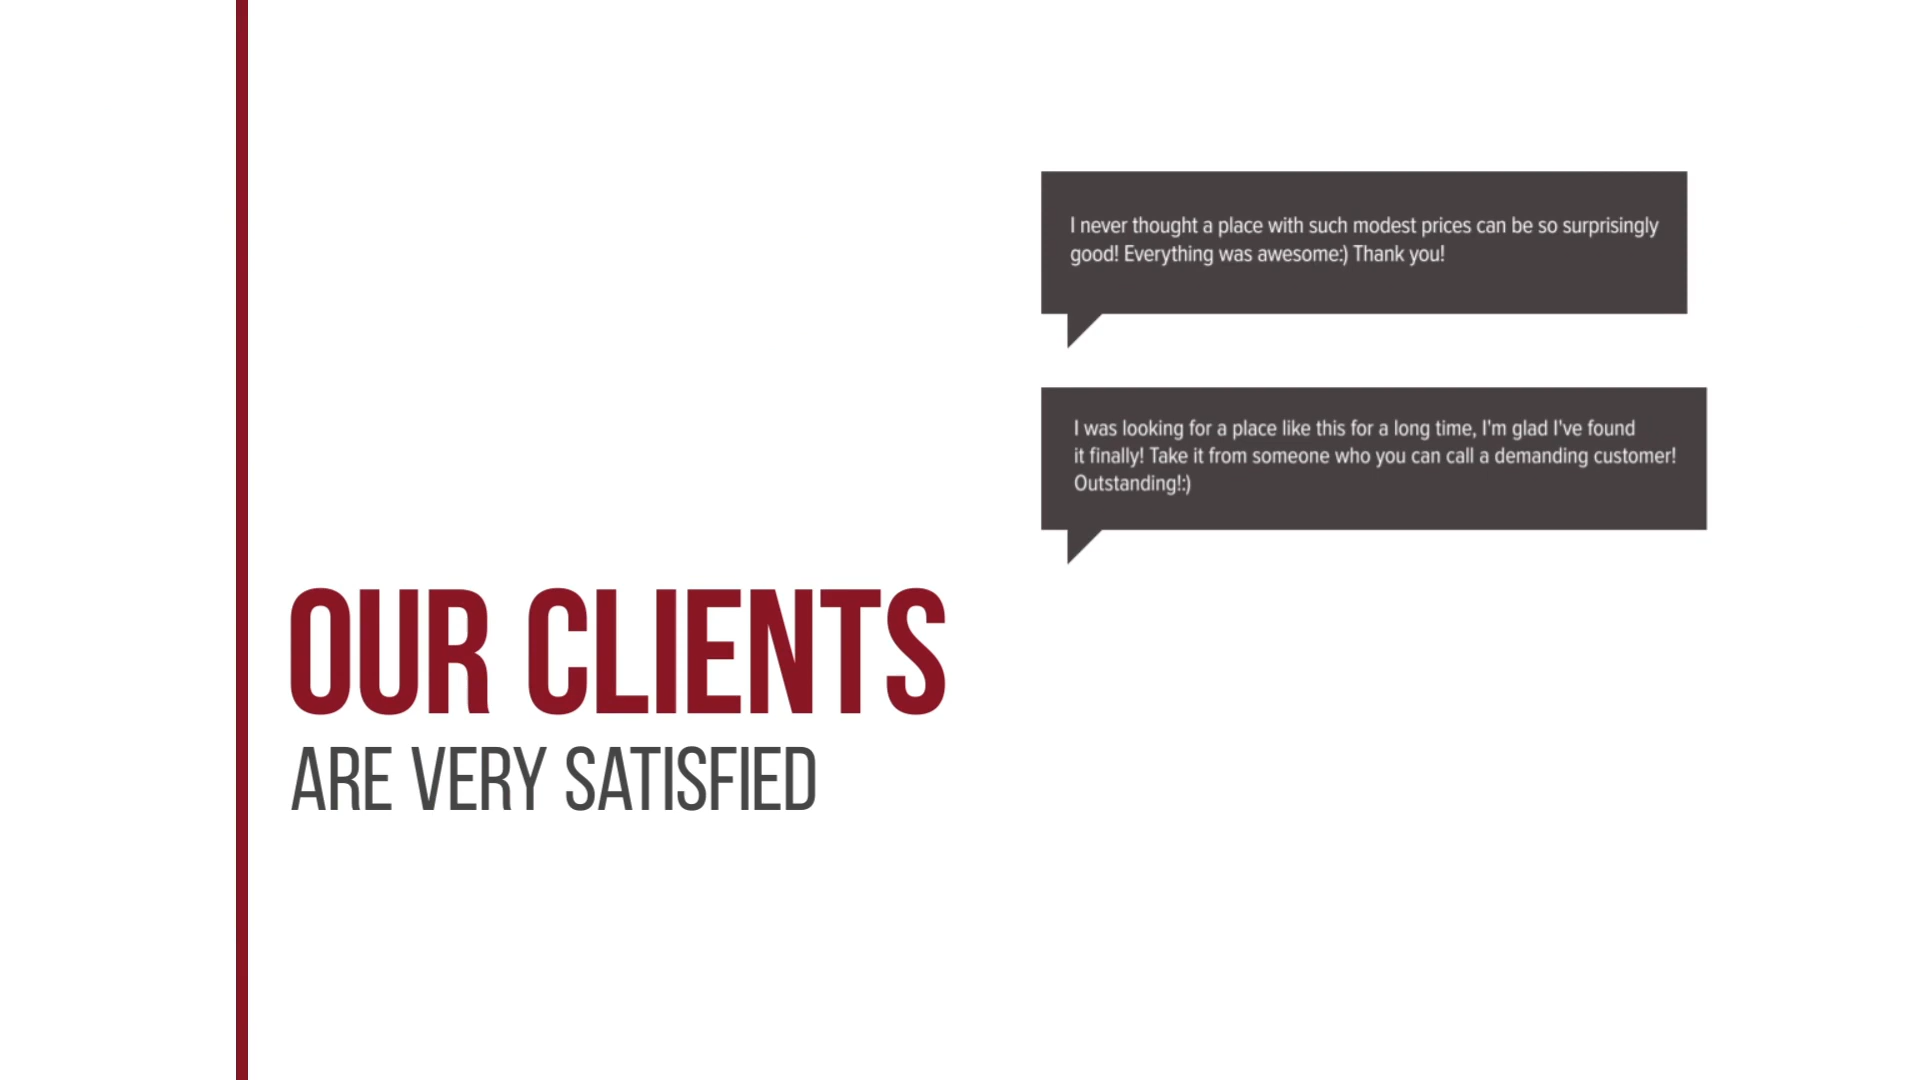 I never thought a place with such modest prices can be so surprisingly
good! Everything was awesome:) Thank you!
I was looking for a place like this for a long time, I'm glad I've found
it finally! Take it from someone who you can call a demanding customer!
Outstanding!:)
OUR CLIENTS
ARE VERY SATISFIED